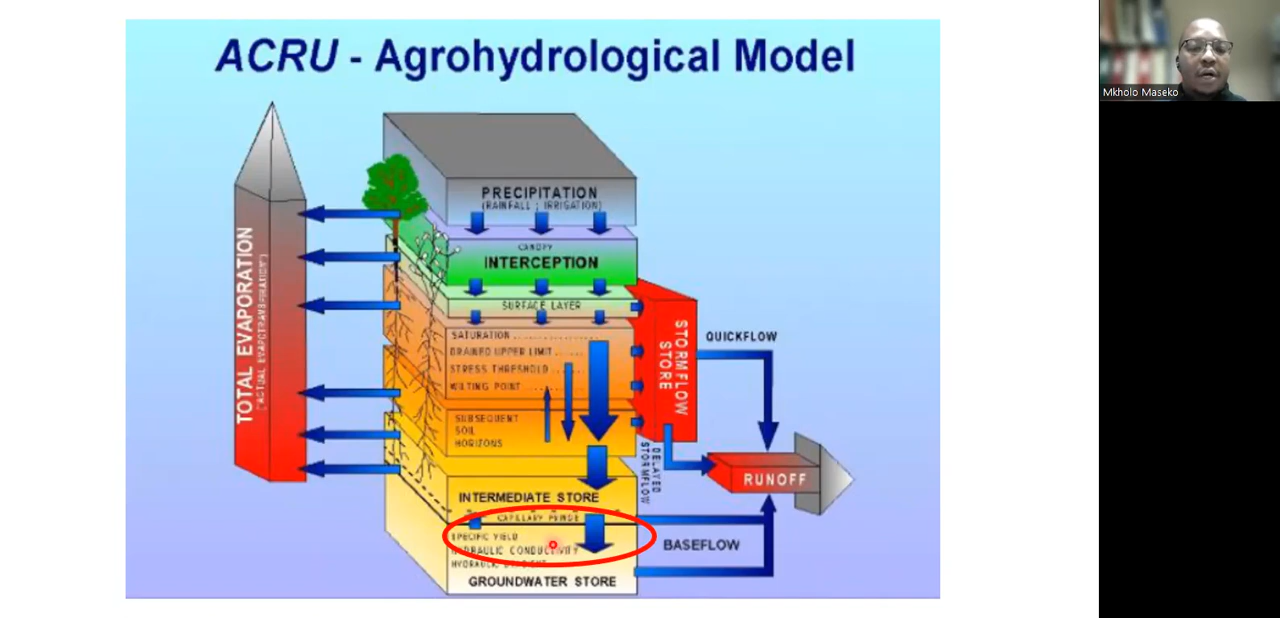 ACRU - Agrohydrological Model
Mkholo Maseko
PRECIPITATION
(RAINFALL ; IRRIGATION)
CANOPY
INTERCEPTION
SURFACE LAYER
TOTAL EVAPORATION
('ACTUAL EVAPOTRANSPIRATION')
SATURATION
DRAINED UPPER LIMIT
STRESS THRESHOLD
WILTING POINT
STORMFLOW
STORE
QUICKFLOW
SUBSEQUENT
SOIL
HORIZONS
DELAYED
STORMFLOW
RUNOFF
INTERMEDIATE STORE
CAPILLARY FRINGE
SPECIFIC YIELD
HYDRAULIC CONDUCTIVITY
HYDRAULIC
BASEFLOW
GROUNDWATER STORE